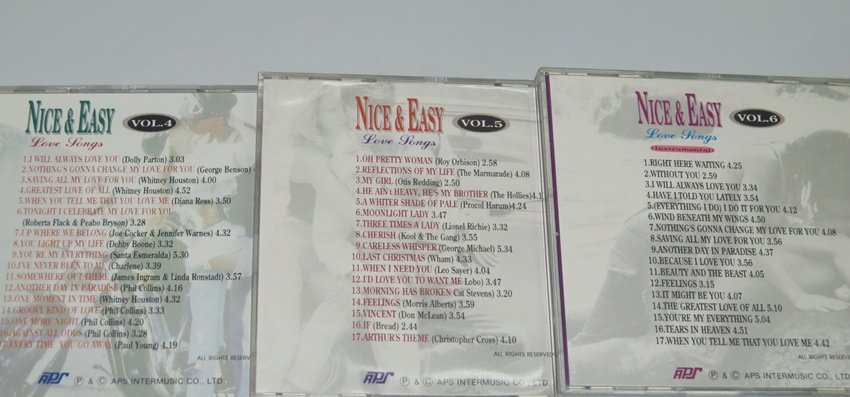 NICE & EASY VOL.4
Love Songs
1.I WILL ALWAYS LOVE YOU (Dolly Parton) 3.03
2.NOTHING'S GONNA CHANGE MY LOVE FOR YOU (George Benson)
3.SAVING ALL MY LOVE FOR YOU (Whitney Houston) 4.00
4.GREATEST LOVE OF ALL (Whitney Houston) 4.52
5.WHEN YOU TELL ME THAT YOU LOVE ME (Diana Ross) 3.50
6.TONIGHT I CELEBRATE MY LOVE FOR YOU
(Roberta Flack & Peabo Bryson) 3.28
7.UP WHERE WE BELONG (Joe Cocker & Jennifer Warnes) 4.32
8.YOU LIGHT UP MY LIFE (Debby Boone) 3.32
9.YOU'RE MY EVERYTHING (Santa Esmeralda) 5.30
10.I'VE NEVER BEEN TO ME (Charlene) 3.39
11.SOMEWHERE OUT THERE (James Ingram & Linda Ronstadt) 3.57
12.ANOTHER DAY IN PARADISE (Phil Collins) 4.16
13.ONE MOMENT IN TIME (Whitney Houston) 4.32
14.GROOVY KIND OF LOVE (Phil Collins) 3.33
15.ONE MORE NIGHT (Phil Collins) 4.20
16.AGAINST ALL ODDS (Phil Collins) 3.28
17.EVERY TIME YOU GO AWAY (Paul Young) 4.19
ALL RIGHTS RESERV
APS Ⓟ & © APS INTERMUSIC CO., LTD.
NICE & EASY VOL.5
Love Songs
1.OH PRETTY WOMAN (Roy Orbison) 2.58
2.REFLECTIONS OF MY LIFE (The Marmarade) 4.08
3.MY GIRL (Otis Redding) 2.50
4.HE AIN'T HEAVY, HE'S MY BROTHER (The Hollies)
5.A WHITER SHADE OF PALE (Procol Harum)4.24
6.MOONLIGHT LADY 3.47
7.THREE TIMES A LADY (Lionel Richie) 3.32
8.CHERISH (Kool & The Gang) 3.55
9.CARELESS WHISPER (George Michael) 5.34
10.LAST CHRISTMAS (Wham) 4.33
11.WHEN I NEED YOU (Leo Sayer) 4.04
12.I'D LOVE YOU TO WANT ME Lobo) 3.47
13.MORNING HAS BROKEN Cat Stevens) 3.20
14.FEELINGS (Morris Alberts) 3.59
15.VINCENT (Don McLean) 3.54
16.IF (Bread) 2.44
17.ARTHUR'S THEME (Christopher Cross) 4.10
ALL RIGHTS RESERVED
APS Ⓟ & © APS INTERMUSIC CO., LTD.
NICE & EASY VOL.6
Love Songs
(Instrumental)
1.RIGHT HERE WAITING 4.25
2.WITHOUT YOU 2.59
3.I WILL ALWAYS LOVE YOU 3.34
4.HAVE I TOLD YOU LATELY 3.54
5.(EVERYTHING I DO) I DO IT FOR YOU 4.12
6.WIND BENEATH MY WINGS 4.50
7.NOTHING'S GONNA CHANGE MY LOVE FOR YOU 4.08
8.SAVING ALL MY LOVE FOR YOU 3.56
9.ANOTHER DAY IN PARADISE 4.37
10.BECAUSE I LOVE YOU 3.56
11.BEAUTY AND THE BEAST 4.05
12.FEELINGS 3.15
13.IT MIGHT BE YOU 4.07
14.THE GREATEST LOVE OF ALL 5.10
15.YOU'RE MY EVERYTHING 5.04
16.TEARS IN HEAVEN 4.51
17.WHEN YOU TELL ME THAT YOU LOVE ME 4.42
ALL RIGHTS RESERVED
APS Ⓟ & © APS INTERMUSIC CO., LTD.